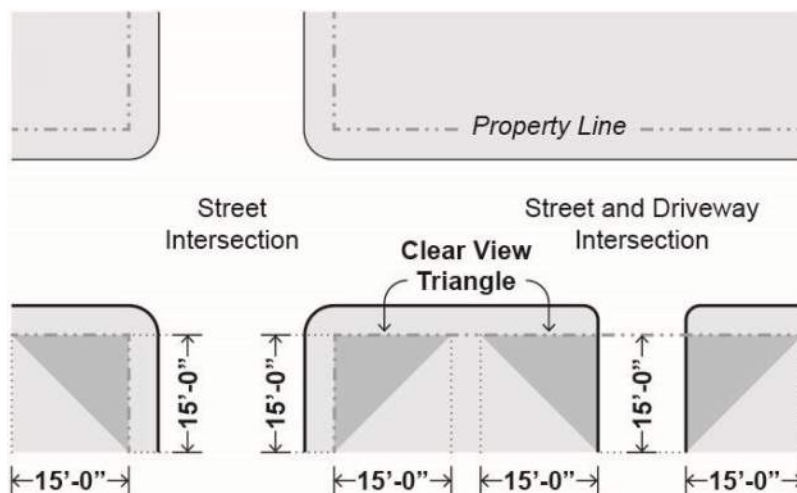 Property Line
Street
Intersection
Street and Driveway
Intersection
Clear View
Triangle
15'-0"
15'-0"
15'-0"
15'-0"
15'-0"
15'-0"
15'-0"